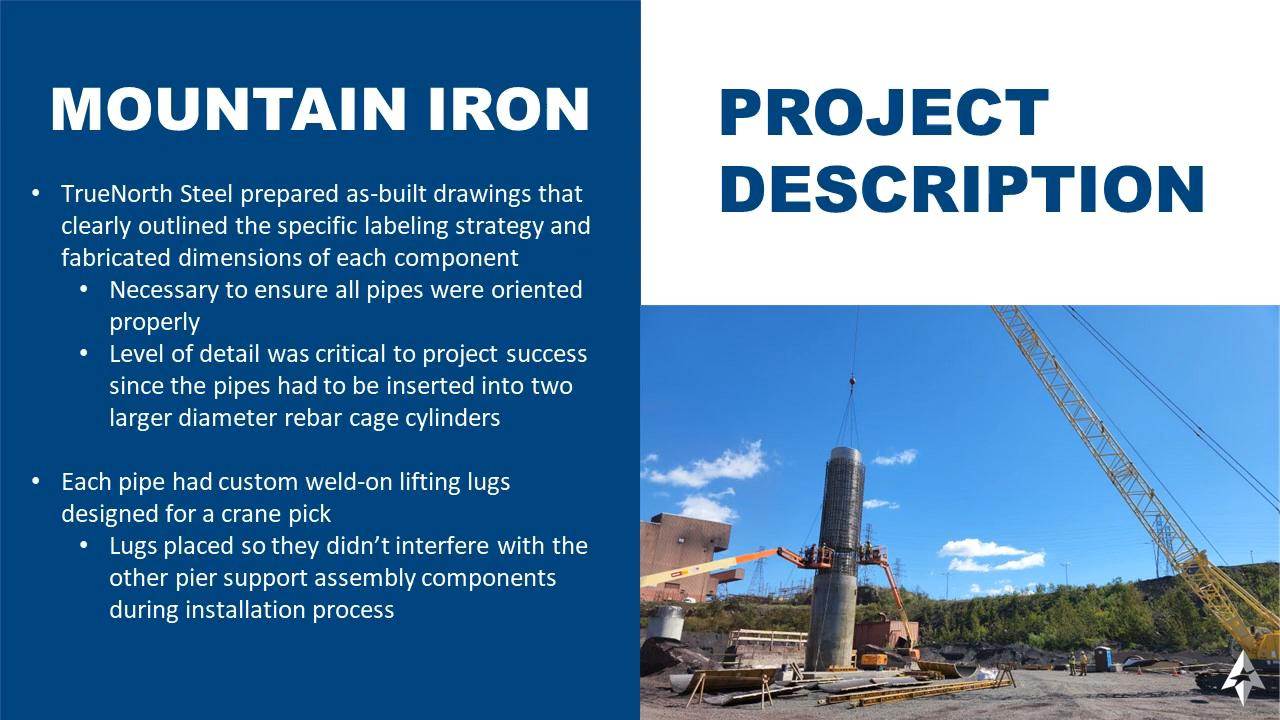 MOUNTAIN IRON
• TrueNorth Steel prepared as-built drawings that
clearly outlined the specific labeling strategy and
fabricated dimensions of each component
• Necessary to ensure all pipes were oriented
properly
• Level of detail was critical to project success
since the pipes had to be inserted into two
larger diameter rebar cage cylinders
• Each pipe had custom weld-on lifting lugs
designed for a crane pick
• Lugs placed so they didn’t interfere with the
other pier support assembly components
during installation process
PROJECT
DESCRIPTION